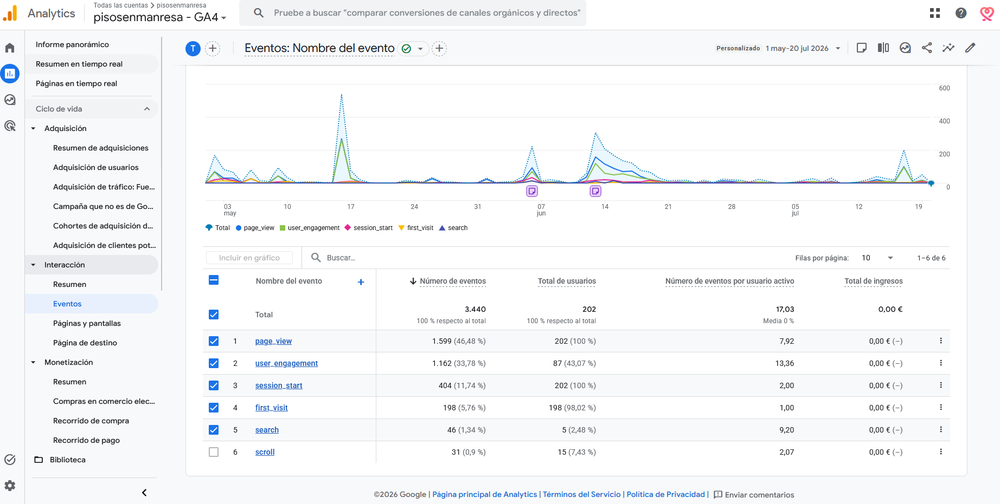 Analytics
Todas las cuentas > pisosenmanresa
pisosenmanresa - GA4
Pruebe a buscar "comparar conversiones de canales orgánicos y directos"
Informe panorámico
Resumen en tiempo real
Páginas en tiempo real
Ciclo de vida
Adquisición
Resumen de adquisiciones
Adquisición de usuarios
Adquisición de tráfico: Fue...
Campaña que no es de Go...
Cohortes de adquisición d...
Adquisición de clientes pot...
Interacción
Resumen
Eventos
Páginas y pantallas
Página de destino
Monetización
Resumen
Compras en comercio elec...
Recorrido de compra
Recorrido de pago
Biblioteca
T
Eventos: Nombre del evento
Personalizado 1 may-20 jul 2026
600
400
200
0
03 may
10
17
24
31
07 jun
14
21
28
05 jul
12
19
Total page_view user_engagement session_start first_visit search
Incluir en gráfico
Buscar...
Filas por página: 10 1–6 de 6
Nombre del evento + Número de eventos Total de usuarios Número de eventos por usuario activo Total de ingresos
Total 3.440 202 17,03 0,00 €
100 % respecto al total 100 % respecto al total Media 0 %
1 page_view 1.599 (46,48 %) 202 (100 %) 7,92 0,00 € (–)
2 user_engagement 1.162 (33,78 %) 87 (43,07 %) 13,36 0,00 € (–)
3 session_start 404 (11,74 %) 202 (100 %) 2,00 0,00 € (–)
4 first_visit 198 (5,76 %) 198 (98,02 %) 1,00 0,00 € (–)
5 search 46 (1,34 %) 5 (2,48 %) 9,20 0,00 € (–)
6 scroll 31 (0,9 %) 15 (7,43 %) 2,07 0,00 € (–)
©2026 Google | Página principal de Analytics | Términos del Servicio | Política de Privacidad | Enviar comentarios